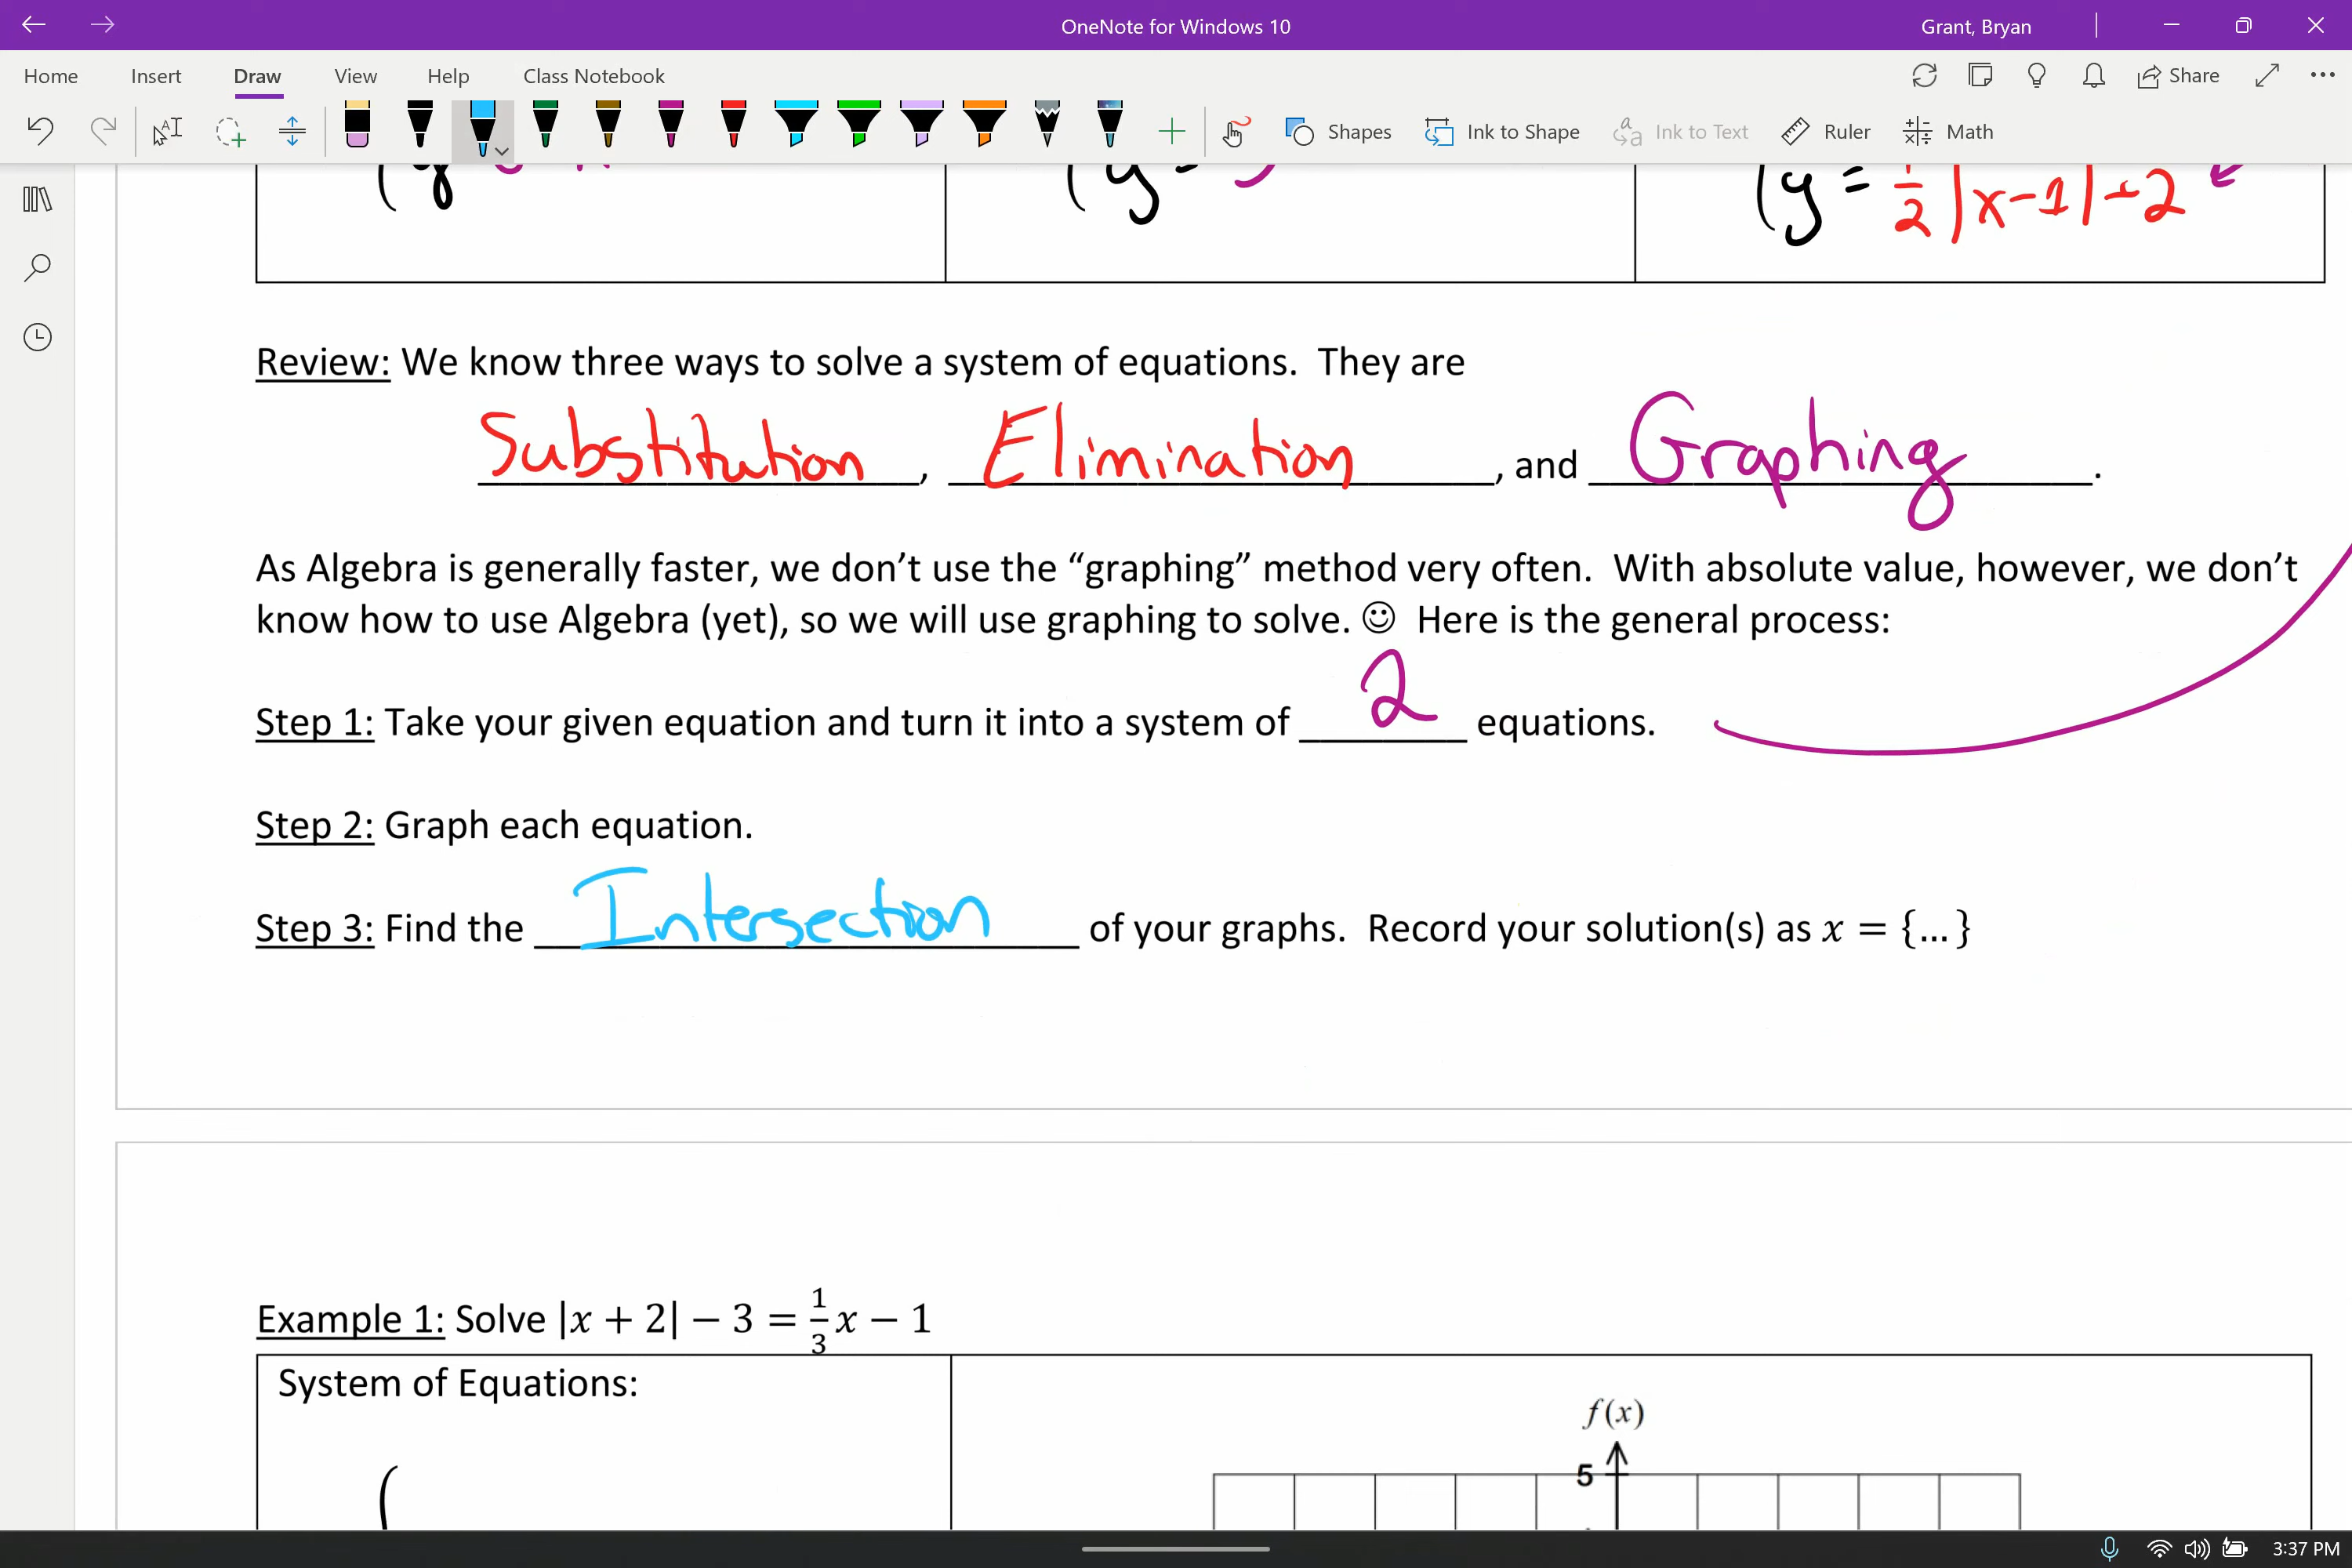 OneNote for Windows 10
Grant, Bryan
Home Insert Draw View Help Class Notebook Share
Shapes Ink to Shape Ink to Text Ruler Math
y = 1/2 |x-1| + 2
Review: We know three ways to solve a system of equations. They are
Substitution, Elimination, and Graphing.
As Algebra is generally faster, we don't use the “graphing” method very often. With absolute value, however, we don't
know how to use Algebra (yet), so we will use graphing to solve. ☺ Here is the general process:
Step 1: Take your given equation and turn it into a system of 2 equations.
Step 2: Graph each equation.
Step 3: Find the Intersection of your graphs. Record your solution(s) as x = {…}
Example 1: Solve |x + 2| − 3 = 1/3 x − 1
System of Equations:
f(x)
5
3:37 PM